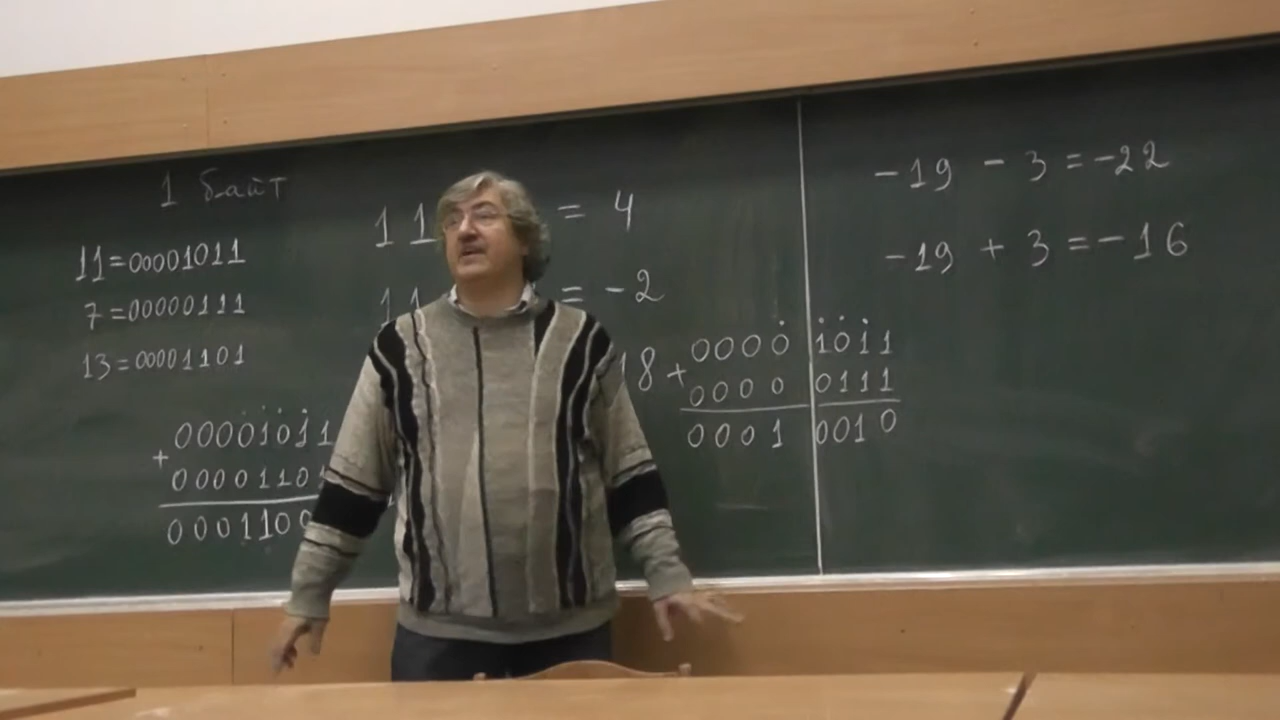 1 байт
11=00001011
7=00000111
13=00001101
+ 00001011
0000110
0001100
11 = 4
11 = -2
18
+ 0000 1011
0000 0111
0001 0010
-19 - 3 = -22
-19 + 3 = -16